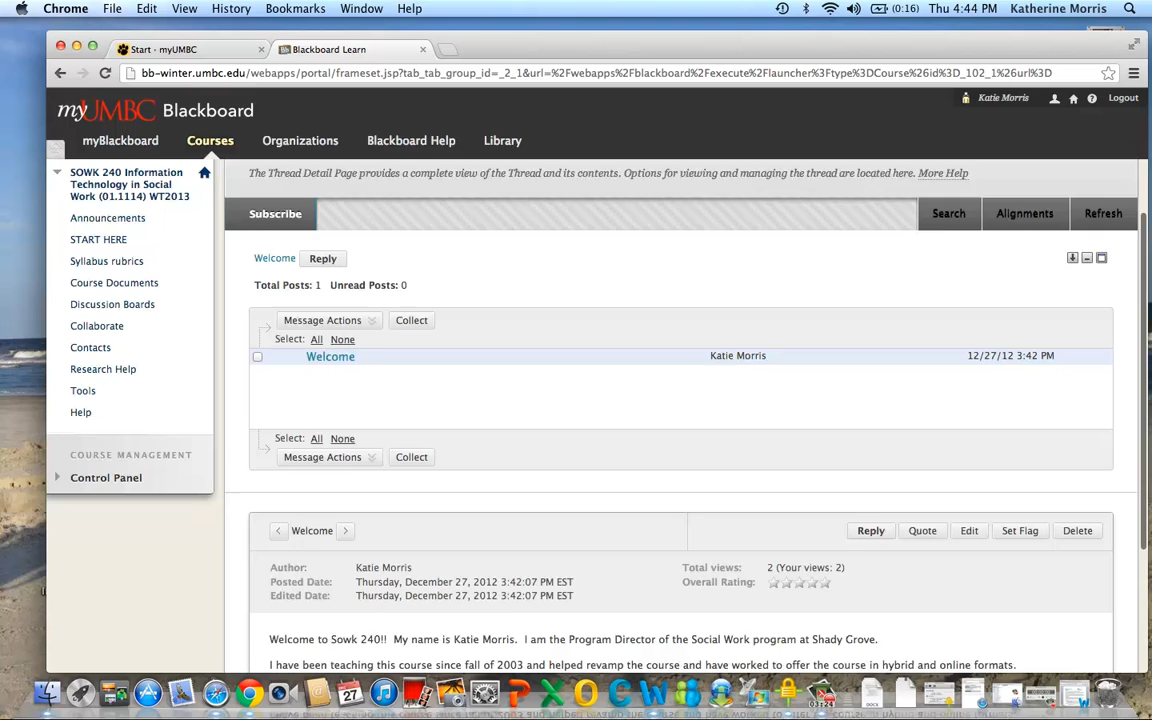 Chrome File Edit View History Bookmarks Window Help (0:16) Thu 4:44 PM Katherine Morris
Start - myUMBC Blackboard Learn
bb-winter.umbc.edu/webapps/portal/frameset.jsp?tab_tab_group_id=_2_1&url=%2Fwebapps%2Fblackboard%2Fexecute%2Flauncher%3Ftype%3DCourse%26id%3D_102_1%26url%3D
myUMBC Blackboard Katie Morris Logout
myBlackboard Courses Organizations Blackboard Help Library
SOWK 240 Information
Technology in Social
Work (01.1114) WT2013
Announcements
START HERE
Syllabus rubrics
Course Documents
Discussion Boards
Collaborate
Contacts
Research Help
Tools
Help
COURSE MANAGEMENT
Control Panel
The Thread Detail Page provides a complete view of the Thread and its contents. Options for viewing and managing the thread are located here. More Help
Subscribe Search Alignments Refresh
Welcome Reply
Total Posts: 1 Unread Posts: 0
Message Actions Collect
Select: All None
Welcome Katie Morris 12/27/12 3:42 PM
Select: All None
Message Actions Collect
Welcome Reply Quote Edit Set Flag Delete
Author: Katie Morris Total views: 2 (Your views: 2)
Posted Date: Thursday, December 27, 2012 3:42:07 PM EST Overall Rating:
Edited Date: Thursday, December 27, 2012 3:42:07 PM EST
Welcome to Sowk 240!! My name is Katie Morris. I am the Program Director of the Social Work program at Shady Grove.
I have been teaching this course since fall of 2003 and helped revamp the course and have worked to offer the course in hybrid and online formats.
27
03:24